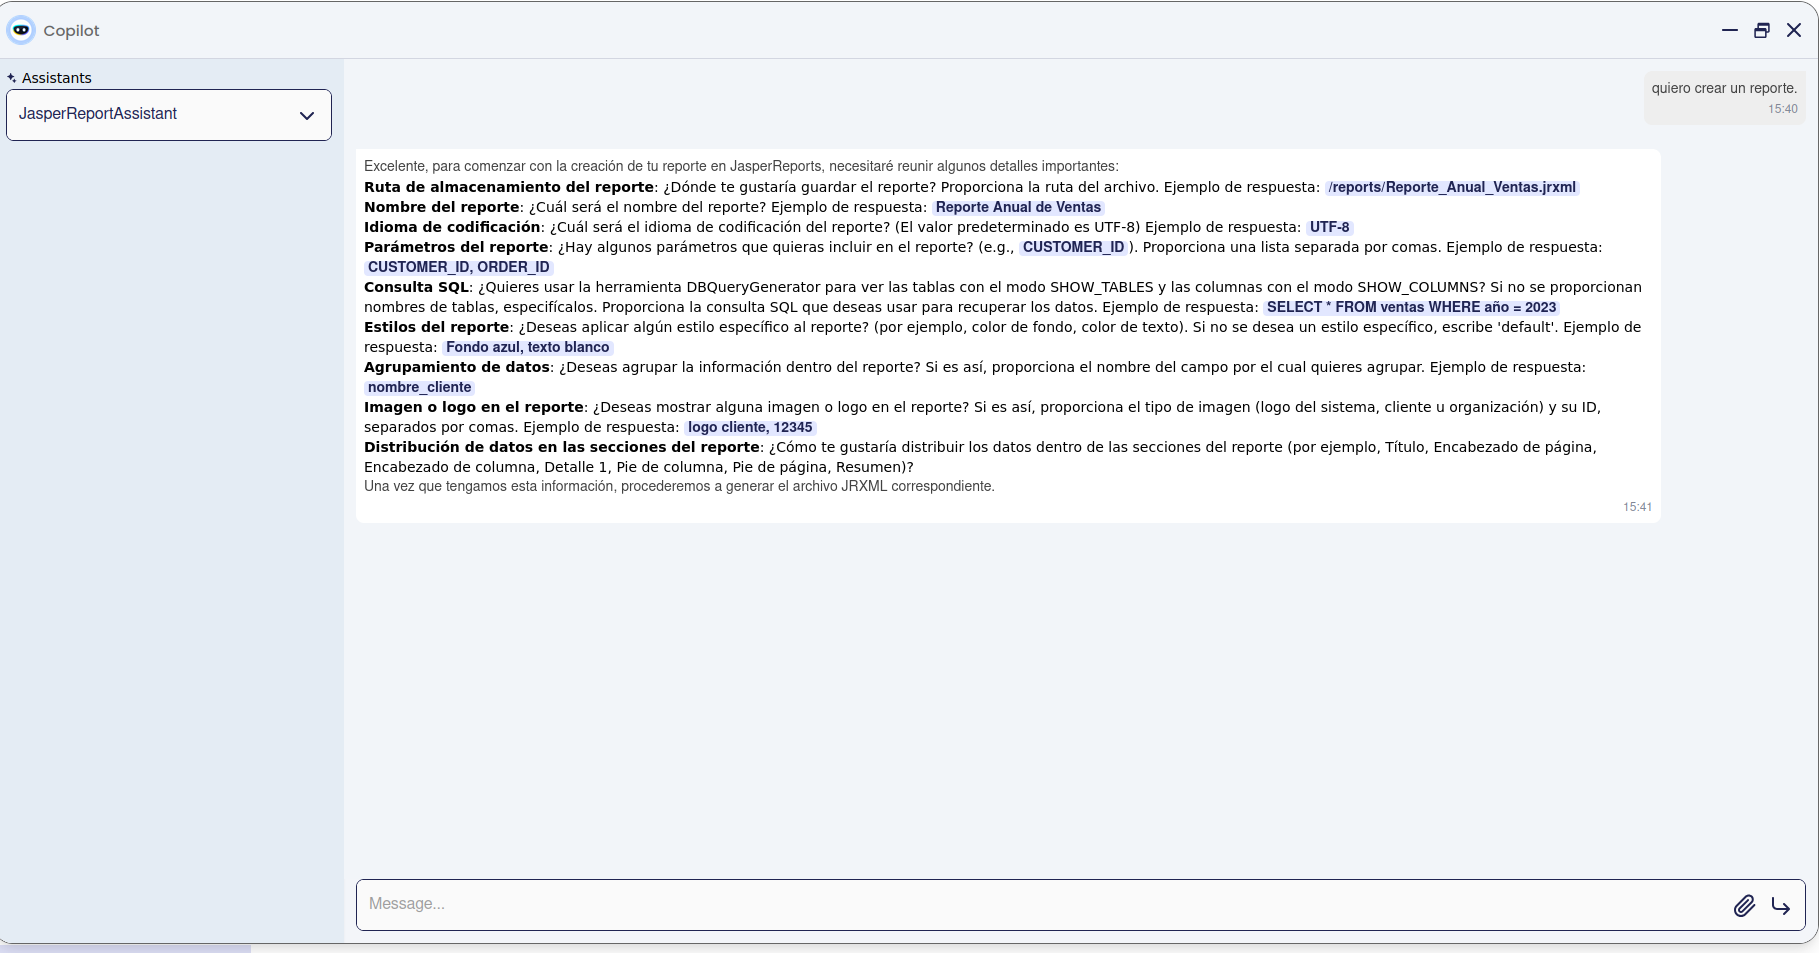 Copilot
Assistants
JasperReportAssistant
quiero crear un reporte.
15:40
Excelente, para comenzar con la creación de tu reporte en JasperReports, necesitaré reunir algunos detalles importantes:
Ruta de almacenamiento del reporte: ¿Dónde te gustaría guardar el reporte? Proporciona la ruta del archivo. Ejemplo de respuesta: /reports/Reporte_Anual_Ventas.jrxml
Nombre del reporte: ¿Cuál será el nombre del reporte? Ejemplo de respuesta: Reporte Anual de Ventas
Idioma de codificación: ¿Cuál será el idioma de codificación del reporte? (El valor predeterminado es UTF-8) Ejemplo de respuesta: UTF-8
Parámetros del reporte: ¿Hay algunos parámetros que quieras incluir en el reporte? (e.g., CUSTOMER_ID). Proporciona una lista separada por comas. Ejemplo de respuesta:
CUSTOMER_ID, ORDER_ID
Consulta SQL: ¿Quieres usar la herramienta DBQueryGenerator para ver las tablas con el modo SHOW_TABLES y las columnas con el modo SHOW_COLUMNS? Si no se proporcionan
nombres de tablas, especifícalos. Proporciona la consulta SQL que deseas usar para recuperar los datos. Ejemplo de respuesta: SELECT * FROM ventas WHERE año = 2023
Estilos del reporte: ¿Deseas aplicar algún estilo específico al reporte? (por ejemplo, color de fondo, color de texto). Si no se desea un estilo específico, escribe 'default'. Ejemplo de
respuesta: Fondo azul, texto blanco
Agrupamiento de datos: ¿Deseas agrupar la información dentro del reporte? Si es así, proporciona el nombre del campo por el cual quieres agrupar. Ejemplo de respuesta:
nombre_cliente
Imagen o logo en el reporte: ¿Deseas mostrar alguna imagen o logo en el reporte? Si es así, proporciona el tipo de imagen (logo del sistema, cliente u organización) y su ID,
separados por comas. Ejemplo de respuesta: logo cliente, 12345
Distribución de datos en las secciones del reporte: ¿Cómo te gustaría distribuir los datos dentro de las secciones del reporte (por ejemplo, Título, Encabezado de página,
Encabezado de columna, Detalle 1, Pie de columna, Pie de página, Resumen)?
Una vez que tengamos esta información, procederemos a generar el archivo JRXML correspondiente.
15:41
Message...